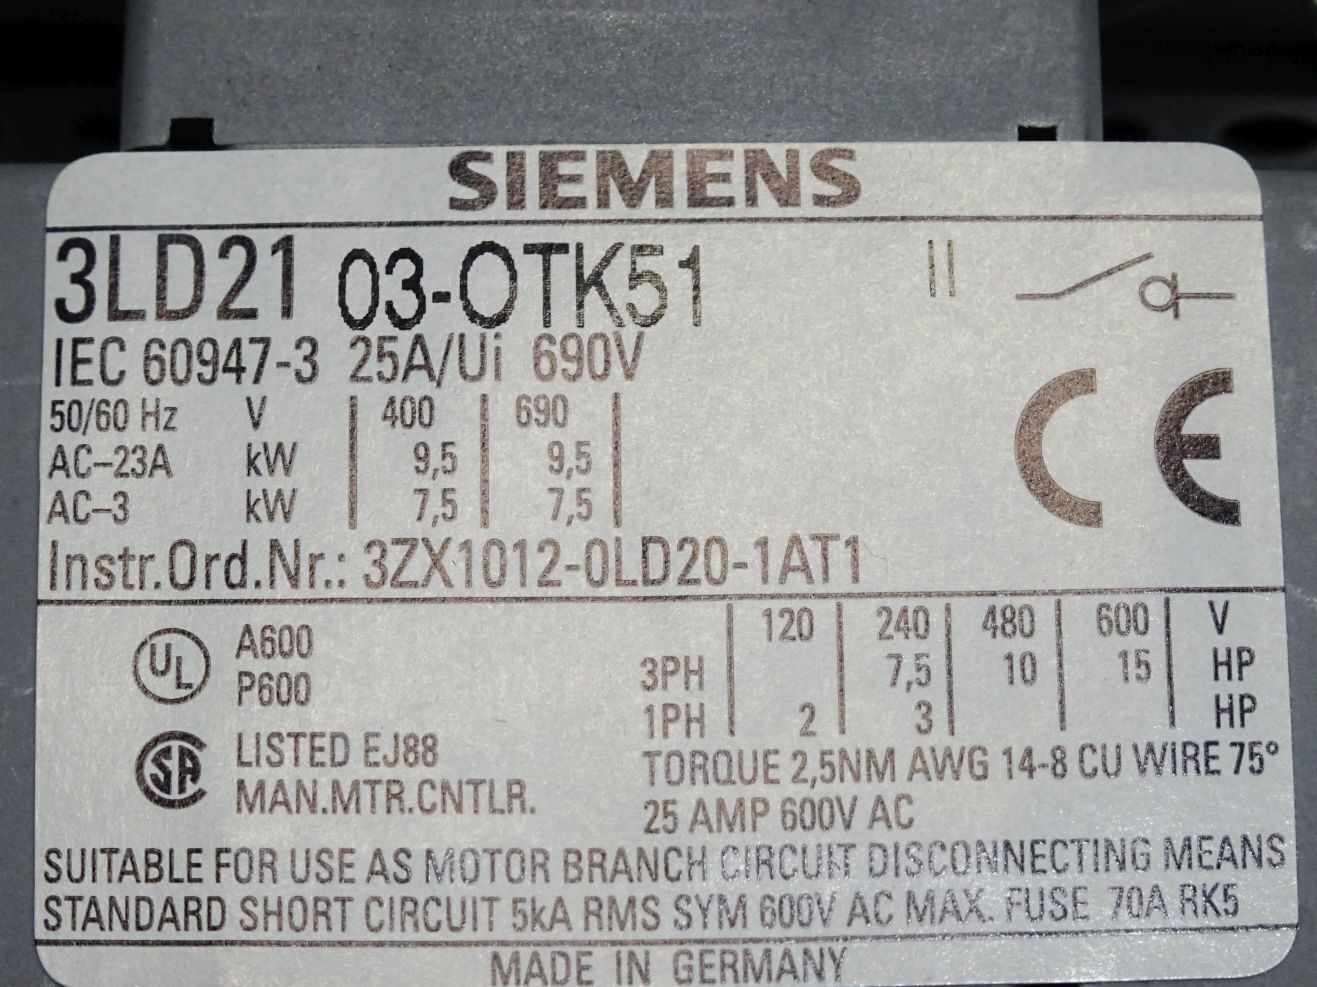 SIEMENS
3LD21 03-OTK51
IEC 60947-3 25A/Ui 690V
50/60 Hz V 400 690
AC-23A kW 9,5 9,5
AC-3 kW 7,5 7,5
CE
Instr.Ord.Nr.: 3ZX1012-0LD20-1AT1
UL A600
P600
SA LISTED EJ88
MAN.MTR.CNTLR.
120 240 480 600 V
3PH 7,5 10 15 HP
1PH 2 3 HP
TORQUE 2,5NM AWG 14-8 CU WIRE 75°
25 AMP 600V AC
SUITABLE FOR USE AS MOTOR BRANCH CIRCUIT DISCONNECTING MEANS
STANDARD SHORT CIRCUIT 5kA RMS SYM 600V AC MAX. FUSE 70A RK5
MADE IN GERMANY